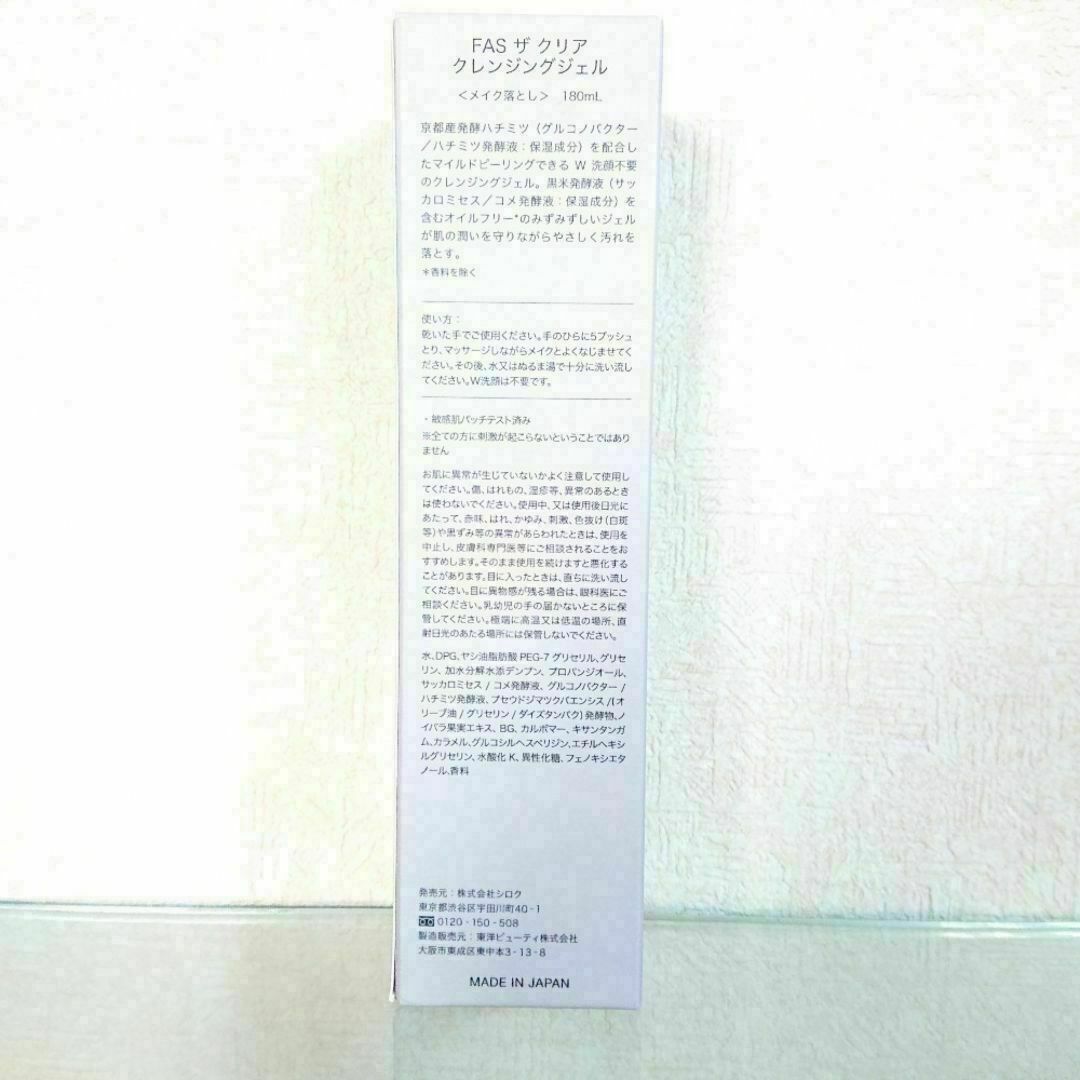 FAS ザ クリア
クレンジングジェル
＜メイク落とし＞ 180mL
京都産発酵ハチミツ（グルコノバクター
／ハチミツ発酵液：保湿成分）を配合し
たマイルドピーリングできる W 洗顔不要
のクレンジングジェル。黒米発酵液（サッ
カロミセス／コメ発酵液：保湿成分）を
含むオイルフリー*のみずみずしいジェル
が肌の潤いを守りながらやさしく汚れを
落とす。
＊香料を除く
使い方：
乾いた手でご使用ください。手のひらに5プッシュ
とり、マッサージしながらメイクとよくなじませてく
ださい。その後、水又はぬるま湯で十分に洗い流し
てください。W洗顔は不要です。
・敏感肌パッチテスト済み
※全ての方に刺激が起こらないということではあり
ません
お肌に異常が生じていないかよく注意して使用し
てください。傷、はれもの、湿疹等、異常のあるとき
は使わないでください。使用中、又は使用後日光に
あたって、赤味、はれ、かゆみ、刺激、色抜け(白斑
等)や黒ずみ等の異常があらわれたときは、使用を
中止し、皮膚科専門医等にご相談されることをお
すすめします。そのまま使用を続けますと悪化する
ことがあります。目に入ったときは、直ちに洗い流し
てください。目に異物感が残る場合は、眼科医にご
相談ください。乳幼児の手の届かないところに保
管してください。極端に高温又は低温の場所、直
射日光のあたる場所には保管しないでください。
水、DPG、ヤシ油脂肪酸 PEG-7 グリセリル、グリセ
リン、加水分解水添デンプン、プロパンジオール、
サッカロミセス / コメ発酵液、グルコノバクター /
ハチミツ発酵液、プセウドジマツクバエンシス /(オ
リーブ油 / グリセリン / ダイズタンパク) 発酵物、ノ
イバラ果実エキス、BG、カルボマー、キサンタンガ
ム、カラメル、グルコシルヘスペリジン、エチルヘキシ
ルグリセリン、水酸化 K、異性化糖、フェノキシエタ
ノール、香料
発売元：株式会社シロク
東京都渋谷区宇田川町40-1
0120-150-508
製造販売元：東洋ビューティ株式会社
大阪市東成区東中本3-13-8
MADE IN JAPAN